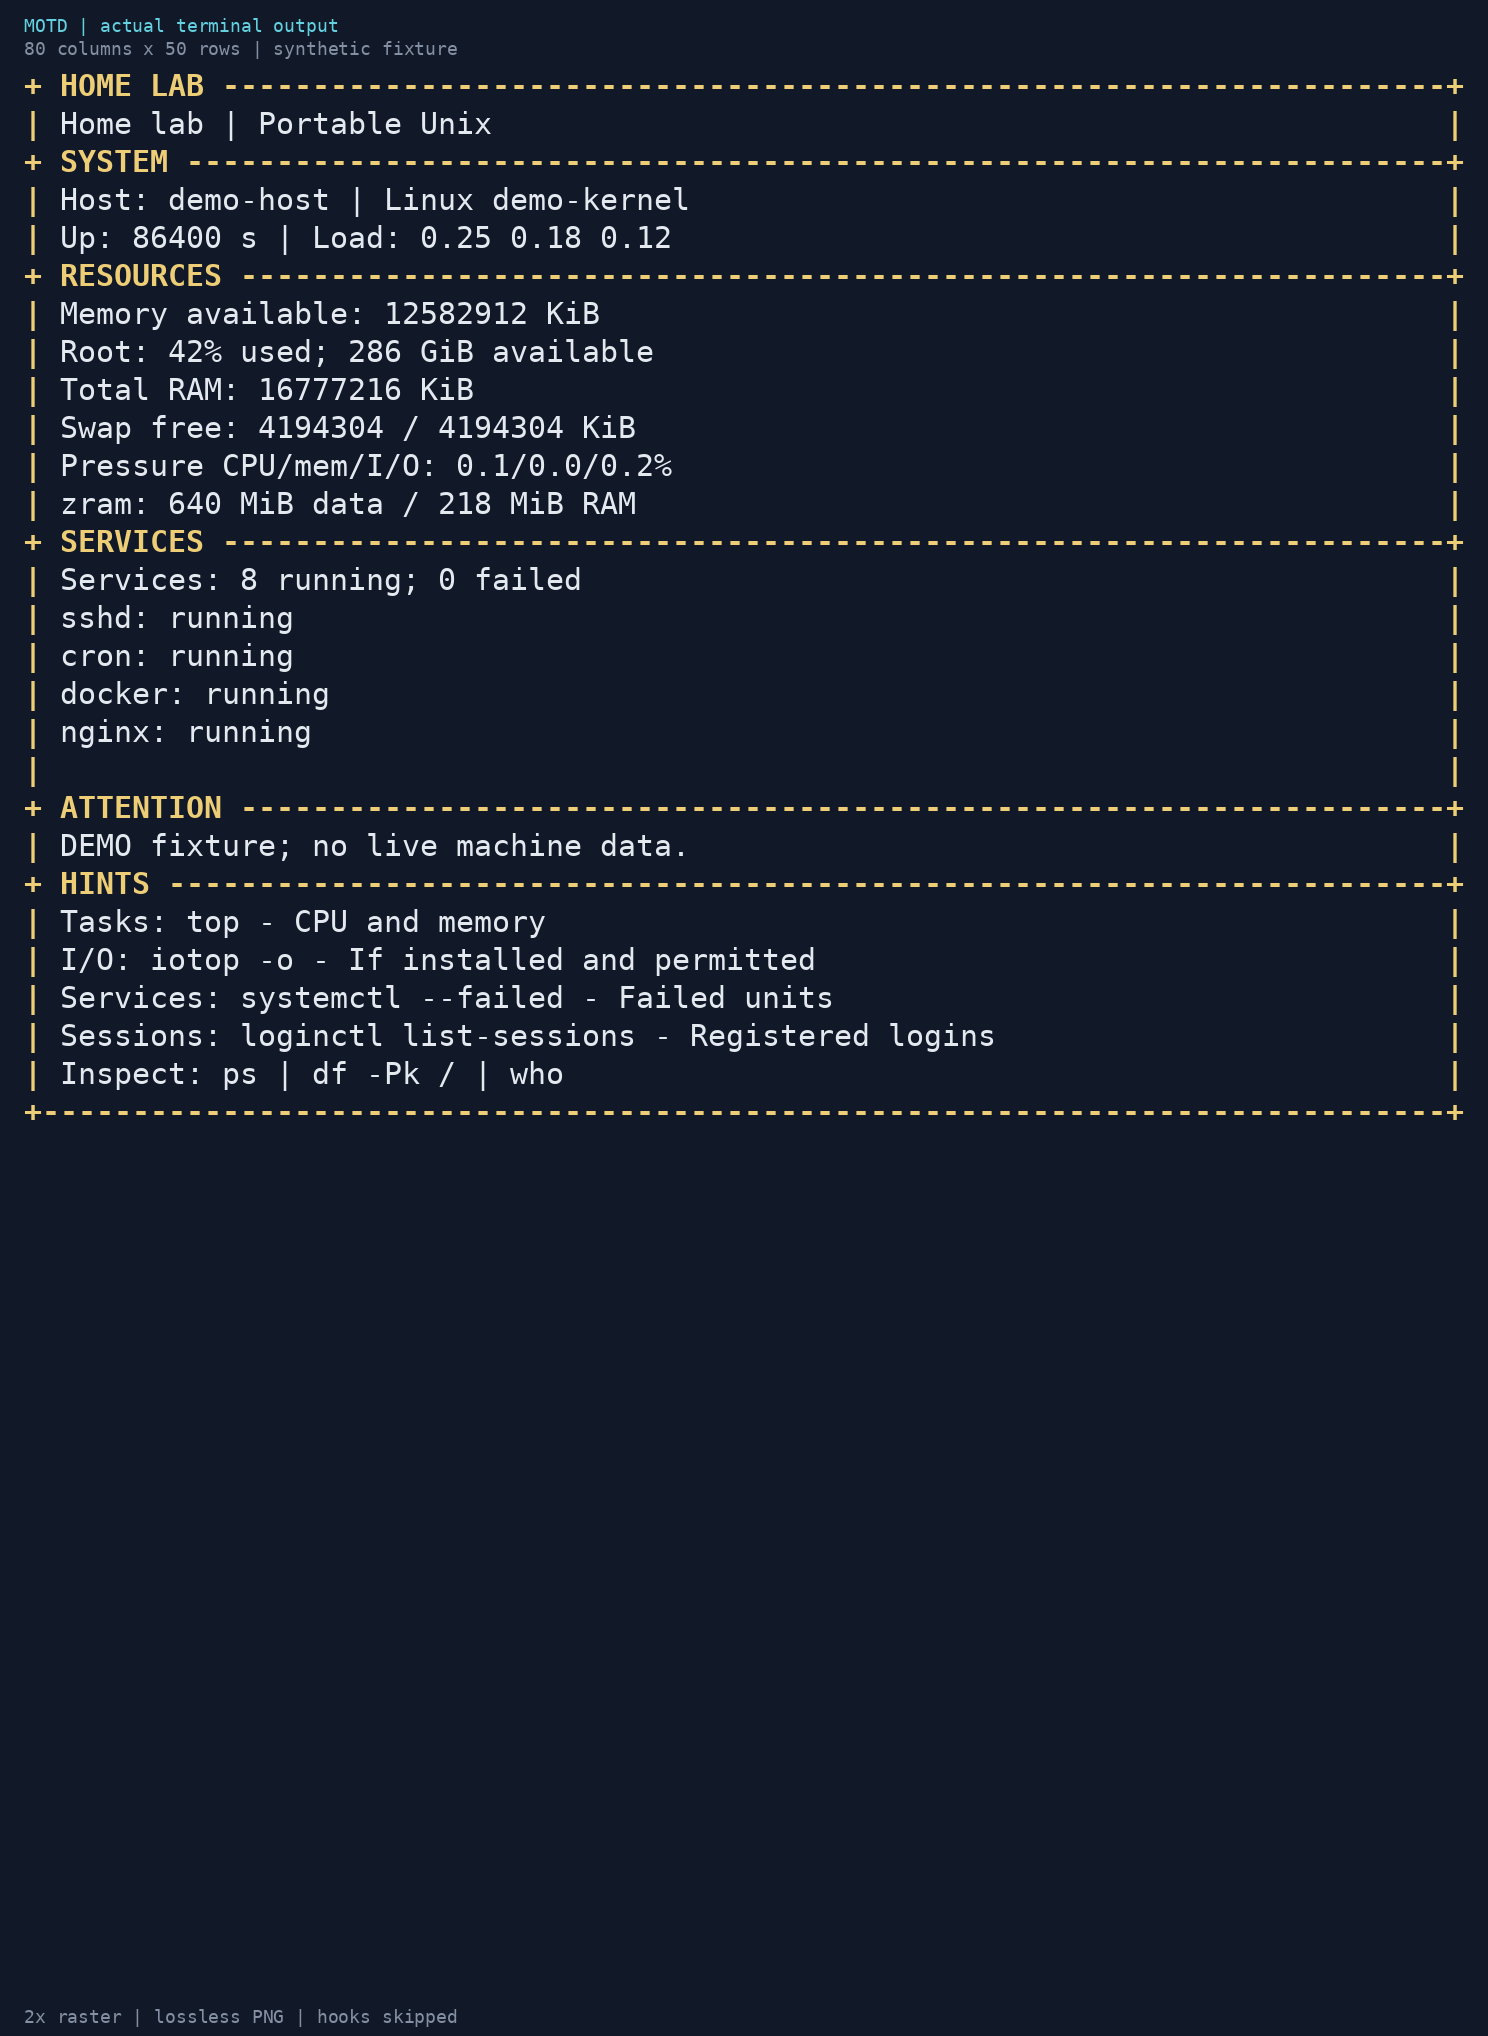 MOTD | actual terminal output
80 columns x 50 rows | synthetic fixture
+ HOME LAB --------------------------------------------------------------------+
| Home lab | Portable Unix                                                     |
+ SYSTEM ----------------------------------------------------------------------+
| Host: demo-host | Linux demo-kernel                                          |
| Up: 86400 s | Load: 0.25 0.18 0.12                                           |
+ RESOURCES -------------------------------------------------------------------+
| Memory available: 12582912 KiB                                               |
| Root: 42% used; 286 GiB available                                            |
| Total RAM: 16777216 KiB                                                      |
| Swap free: 4194304 / 4194304 KiB                                             |
| Pressure CPU/mem/I/O: 0.1/0.0/0.2%                                           |
| zram: 640 MiB data / 218 MiB RAM                                             |
+ SERVICES --------------------------------------------------------------------+
| Services: 8 running; 0 failed                                                |
| sshd: running                                                                |
| cron: running                                                                |
| docker: running                                                              |
| nginx: running                                                               |
|                                                                              |
+ ATTENTION -------------------------------------------------------------------+
| DEMO fixture; no live machine data.                                          |
+ HINTS -----------------------------------------------------------------------+
| Tasks: top - CPU and memory                                                  |
| I/O: iotop -o - If installed and permitted                                   |
| Services: systemctl --failed - Failed units                                  |
| Sessions: loginctl list-sessions - Registered logins                         |
| Inspect: ps | df -Pk / | who                                                 |
+------------------------------------------------------------------------------+
2x raster | lossless PNG | hooks skipped